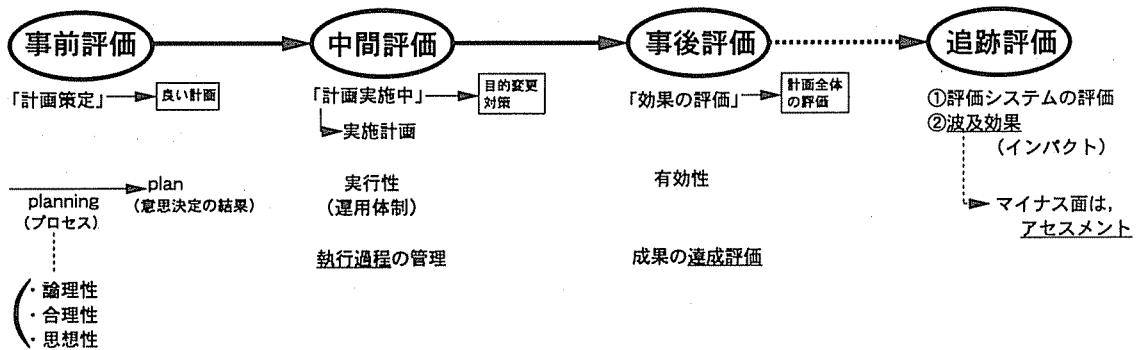 事前評価
中間評価
事後評価
追跡評価
「計画策定」
良い計画
「計画実施中」
目的変更
対策
実施計画
「効果の評価」
計画全体
の評価
①評価システムの評価
②波及効果
(インパクト)
マイナス面は,
アセスメント
planning
(プロセス)
plan
(意思決定の結果)
・論理性
・合理性
・思想性
実行性
(運用体制)
執行過程の管理
有効性
成果の達成評価